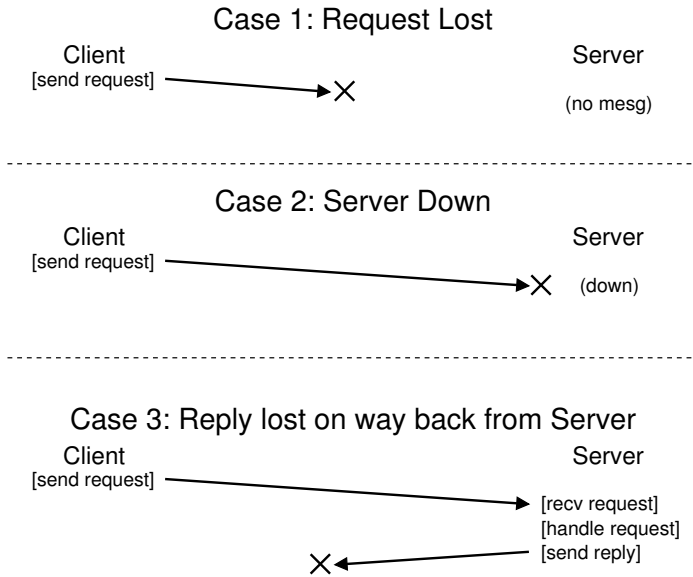 Case 1: Request Lost
Client Server
[send request]
(no mesg)
Case 2: Server Down
Client Server
[send request]
(down)
Case 3: Reply lost on way back from Server
Client Server
[send request]
[recv request]
[handle request]
[send reply]